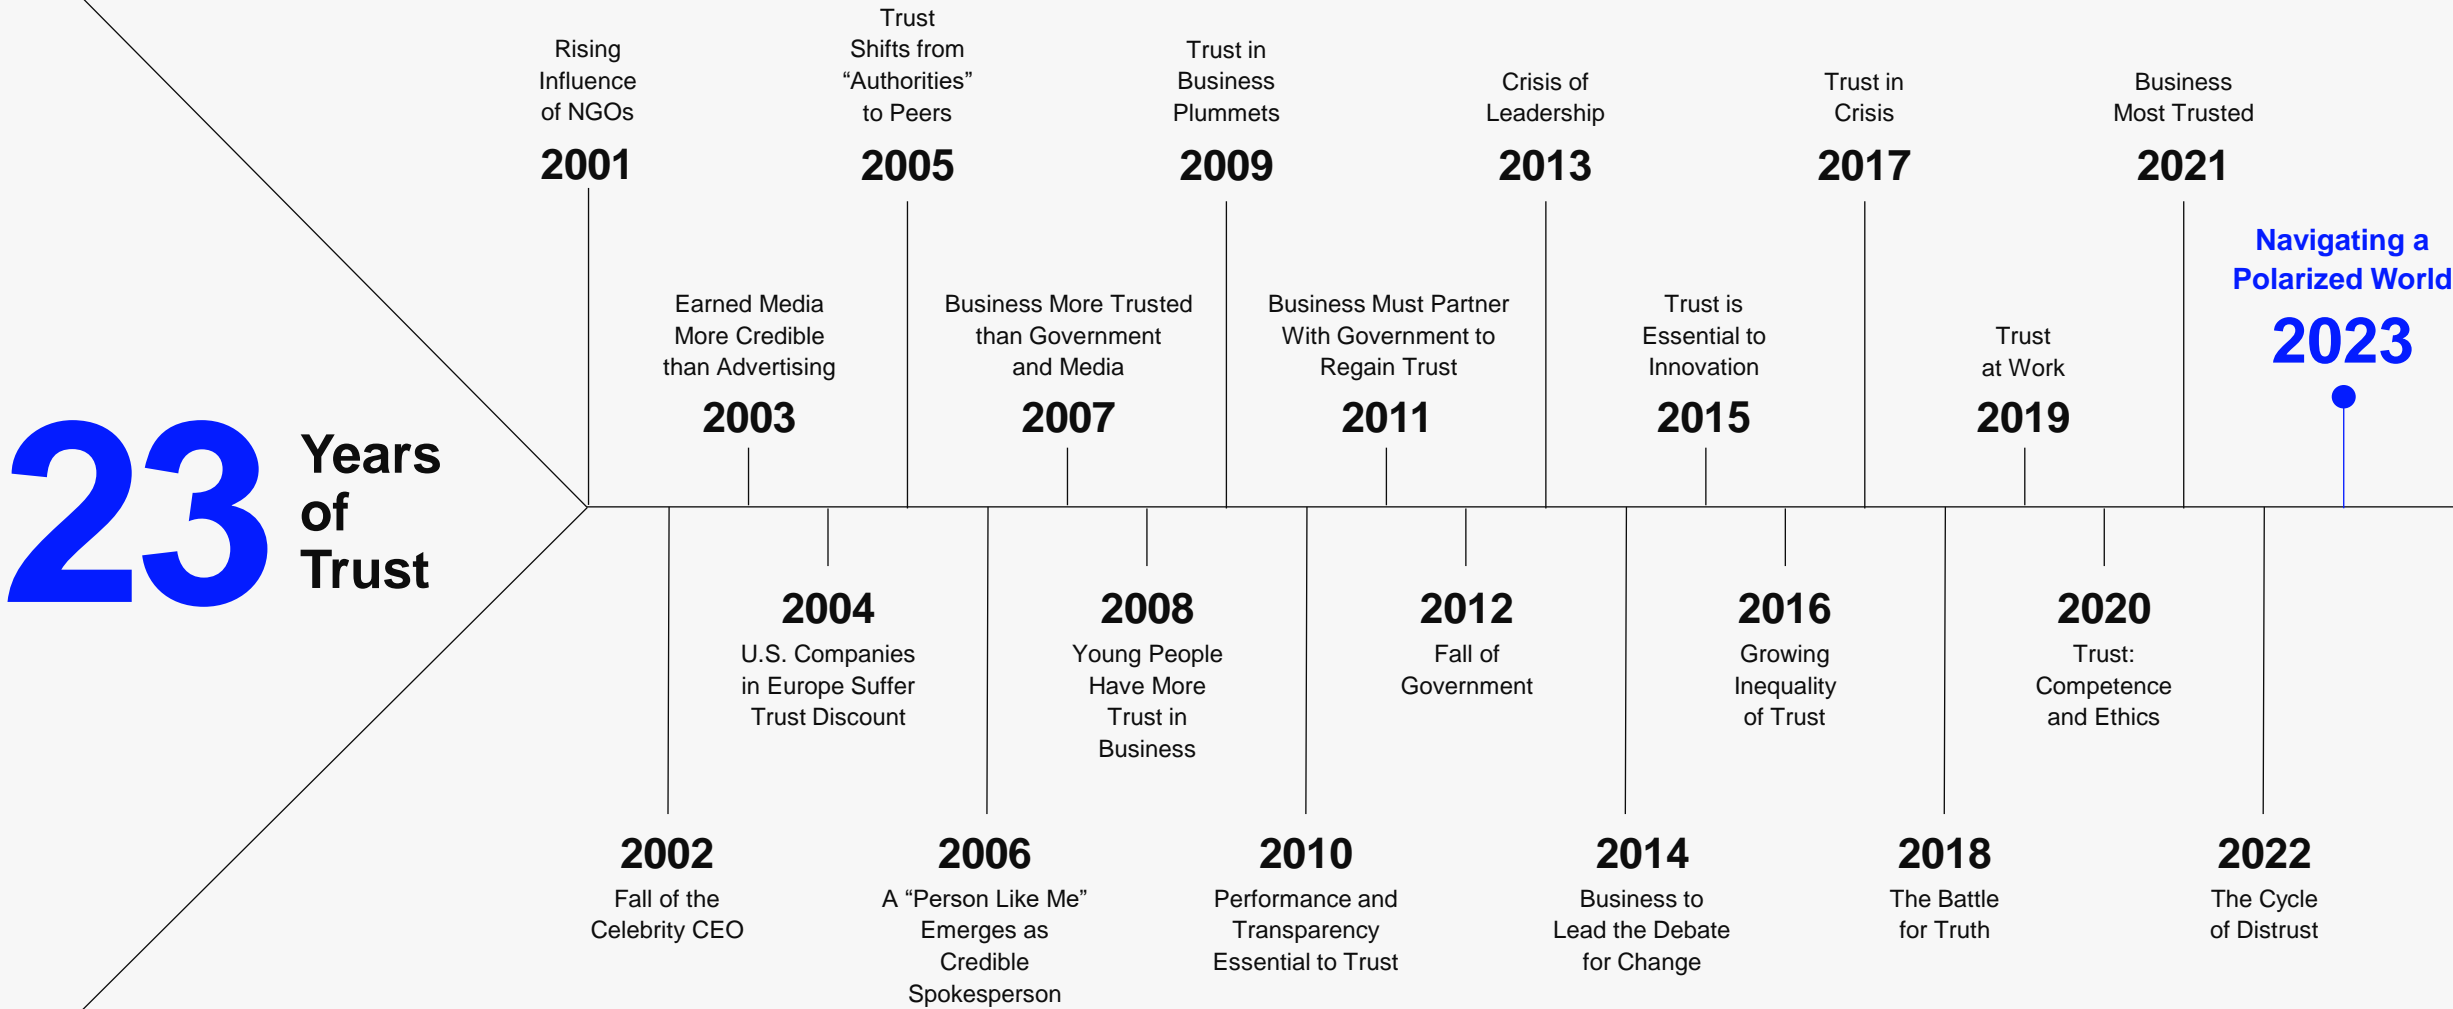 23
Years
of
Trust
Rising
Influence
of NGOs
2001
Fall of the
Celebrity CEO
2002
Earned Media
More Credible
than Advertising
2003
2004
U.S. Companies
in Europe Suffer
Trust Discount
Trust
Shifts from
“Authorities”
to Peers
2005
2006
A “Person Like Me”
Emerges as
Credible
Spokesperson
Business More Trusted
than Government
and Media
2007
2008
Young People
Have More
Trust in
Business
Trust in
Business
Plummets
2009
2010
Performance and
Transparency
Essential to Trust
Business Must Partner
With Government to
Regain Trust
2011
2012
Fall of
Government
Crisis of
Leadership
2013
2014
Business to
Lead the Debate
for Change
Trust is
Essential to
Innovation
2015
2016
Growing
Inequality
of Trust
Trust in
Crisis
2017
2018
The Battle
for Truth
Trust
at Work
2019
2020
Trust:
Competence
and Ethics
Business
Most Trusted
2021
2022
The Cycle
of Distrust
Navigating a
Polarized World
2023